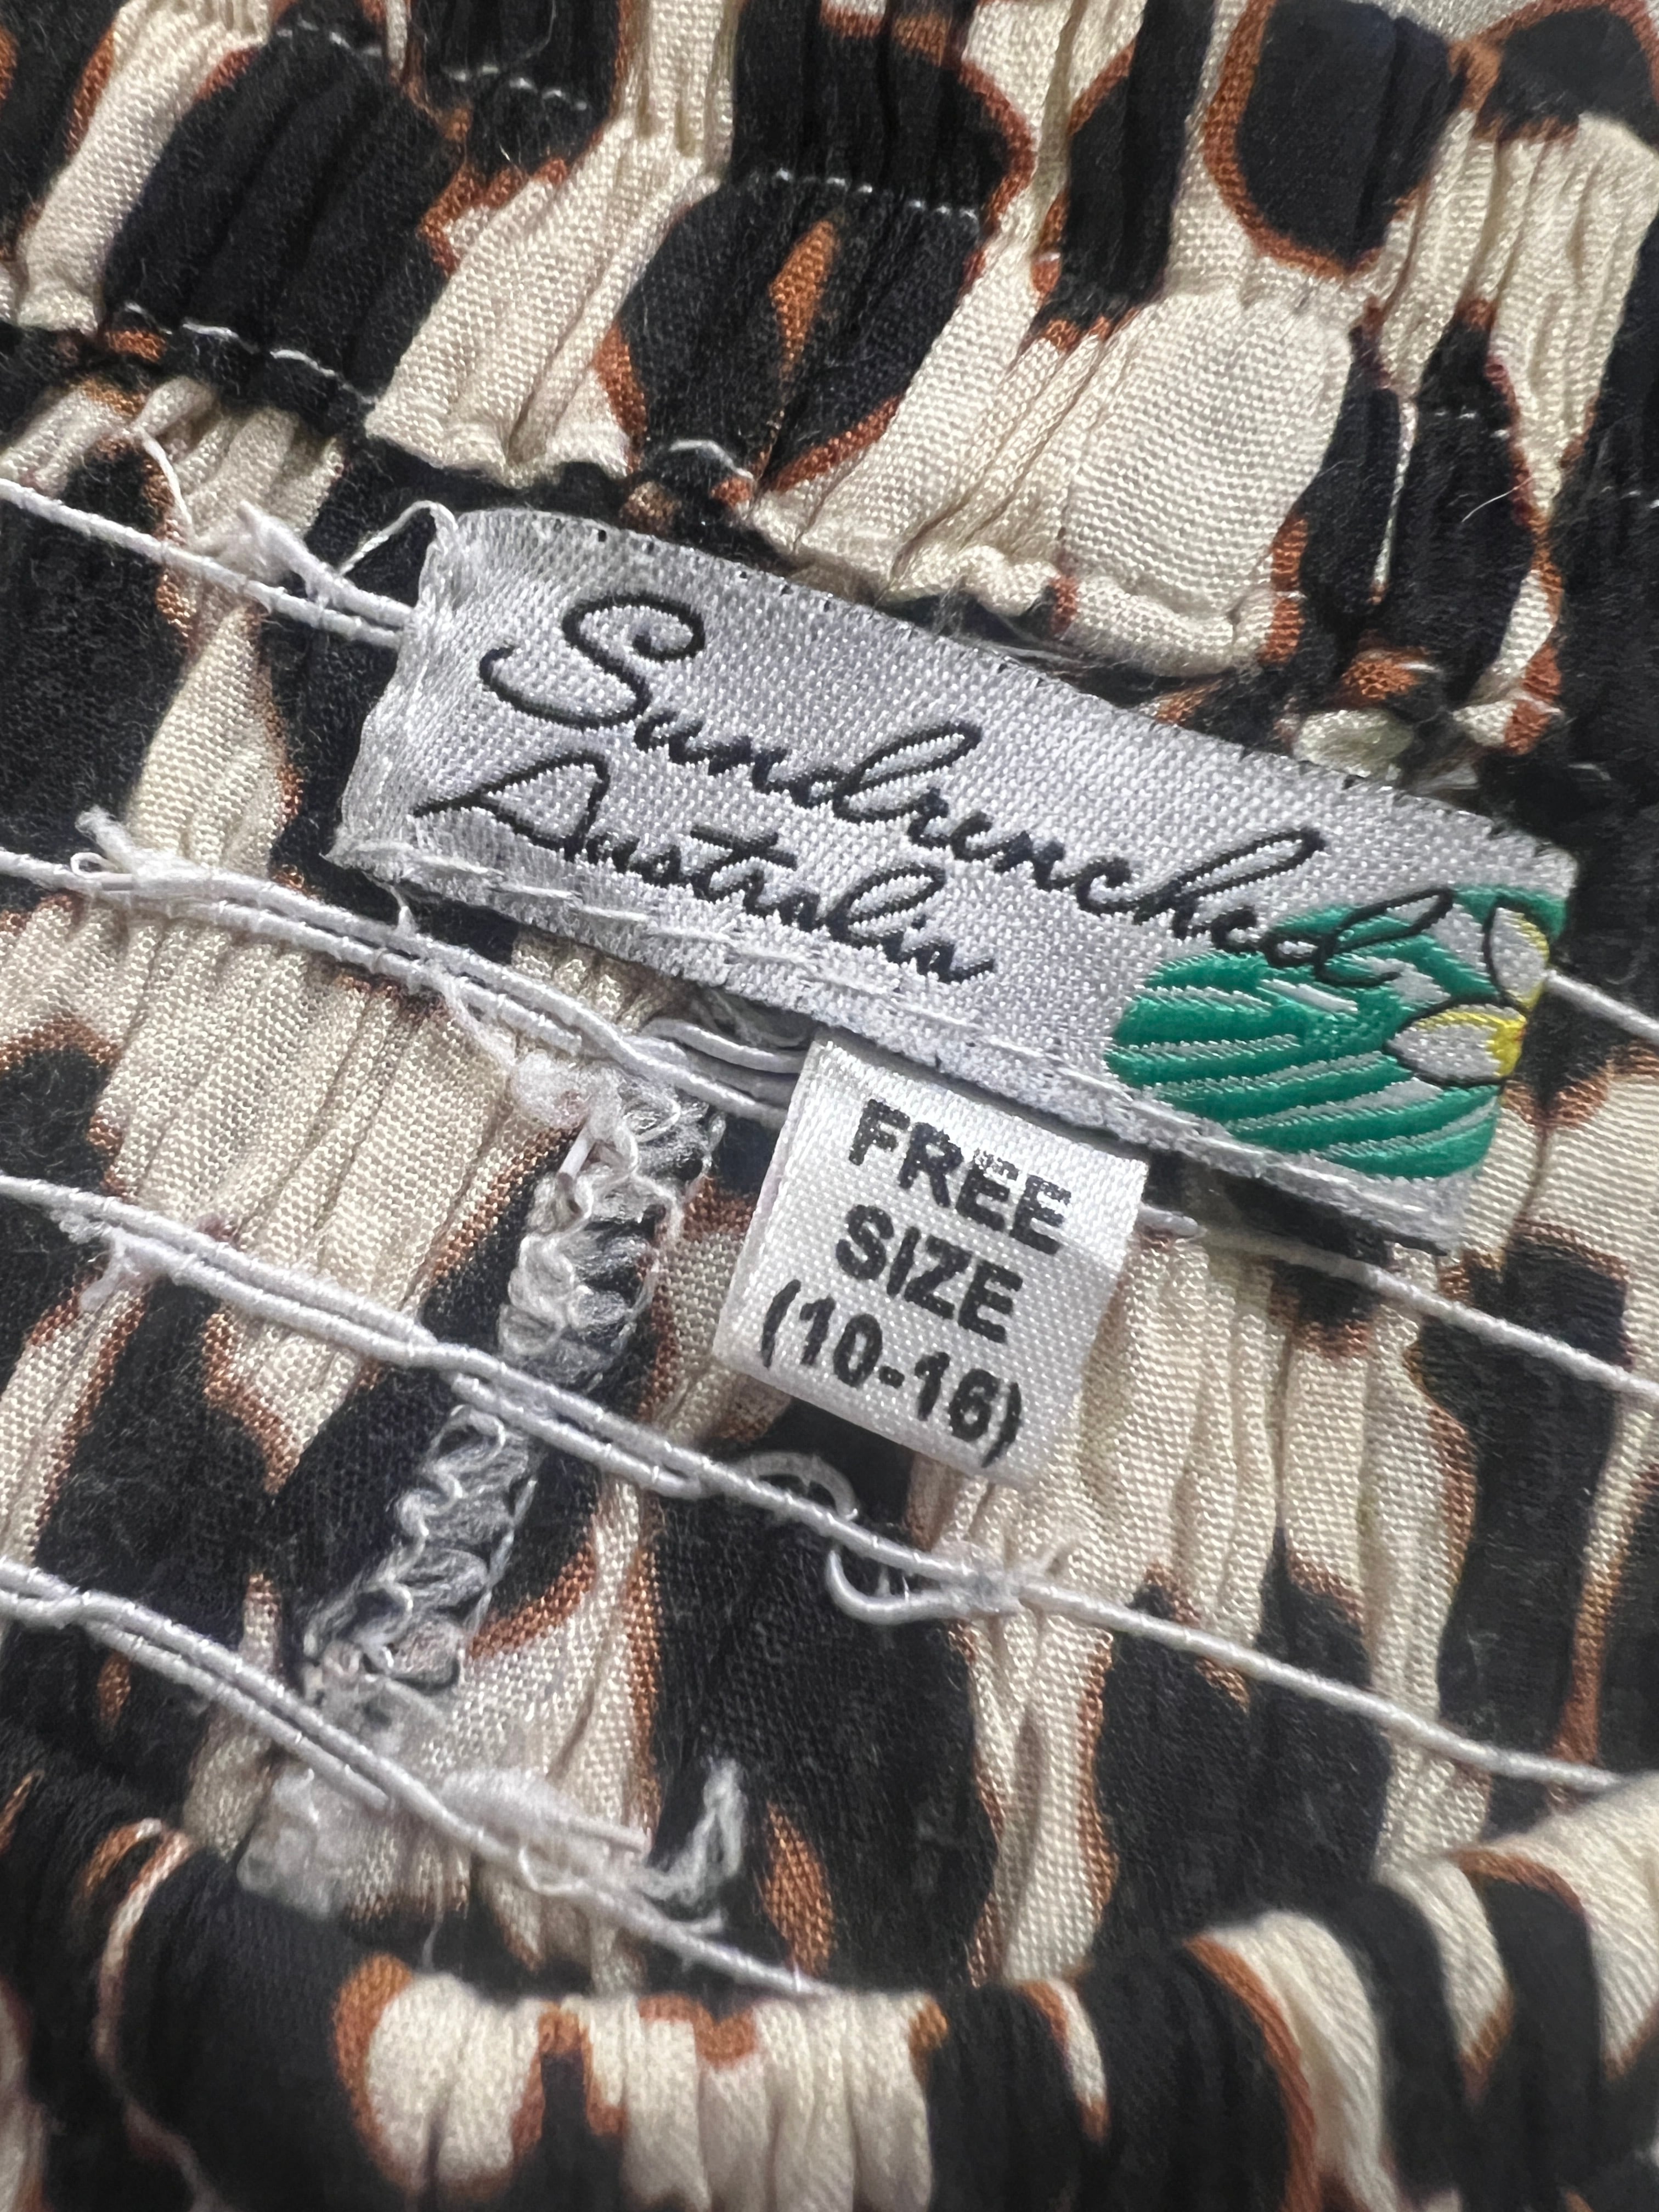 Sundrenched
Australia
FREE
SIZE
(10-16)